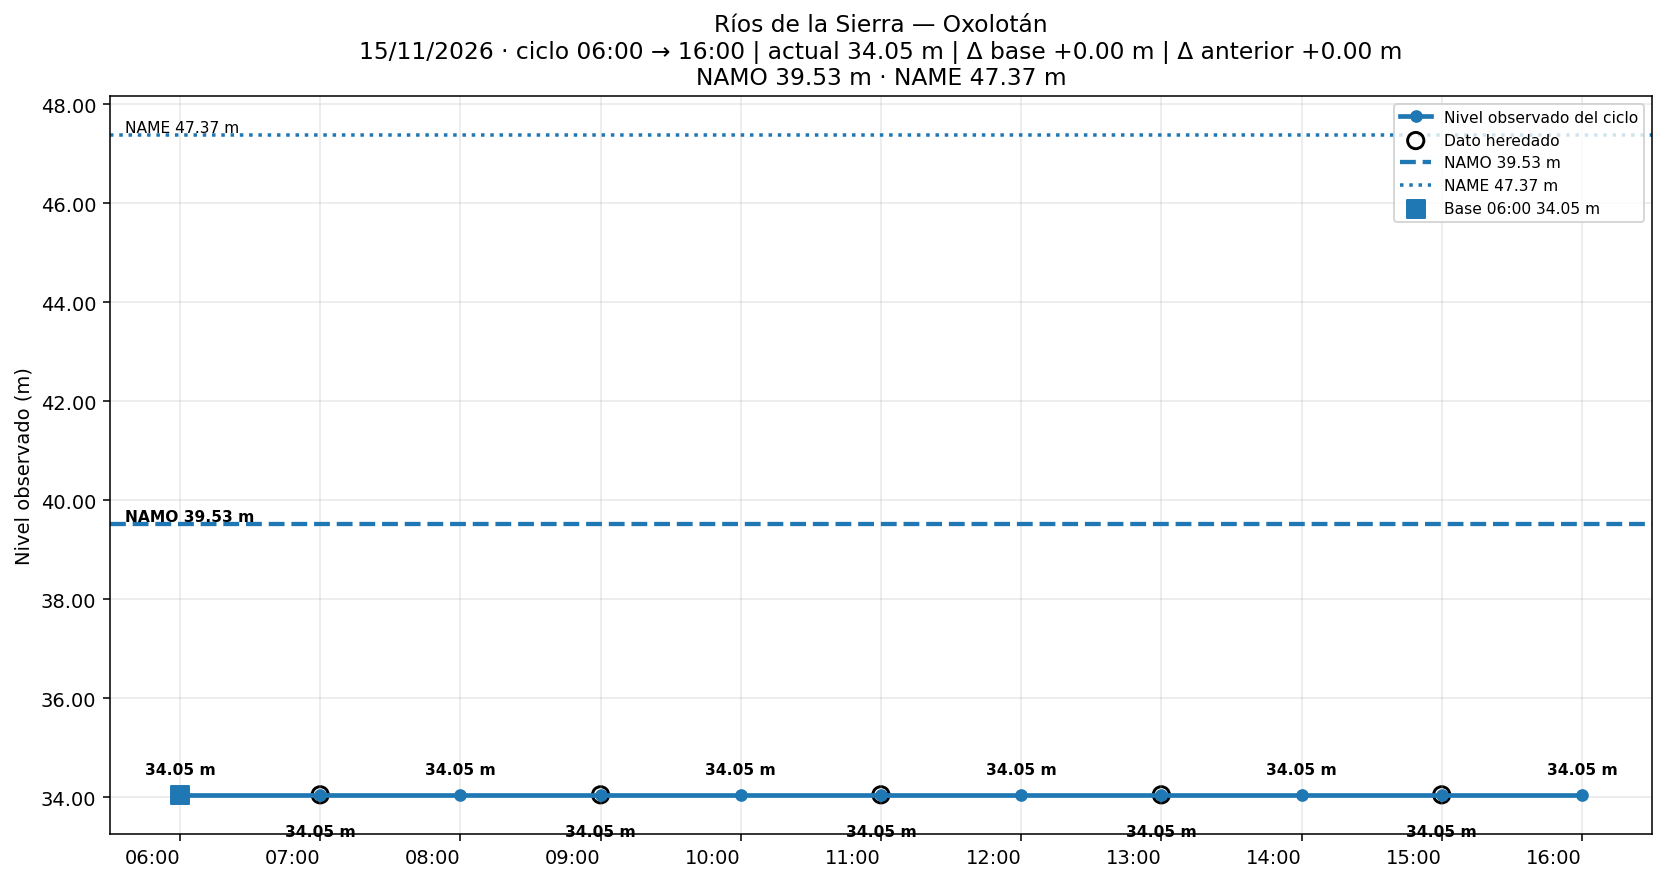 Ríos de la Sierra — Oxolotán
15/11/2026 · ciclo 06:00 → 16:00 | actual 34.05 m | Δ base +0.00 m | Δ anterior +0.00 m
NAMO 39.53 m · NAME 47.37 m
Nivel observado (m)
48.00
46.00
44.00
42.00
40.00
38.00
36.00
34.00
NAME 47.37 m
NAMO 39.53 m
Nivel observado del ciclo
Dato heredado
NAMO 39.53 m
NAME 47.37 m
Base 06:00 34.05 m
34.05 m 34.05 m 34.05 m 34.05 m 34.05 m 34.05 m
34.05 m 34.05 m 34.05 m 34.05 m 34.05 m
06:00 07:00 08:00 09:00 10:00 11:00 12:00 13:00 14:00 15:00 16:00